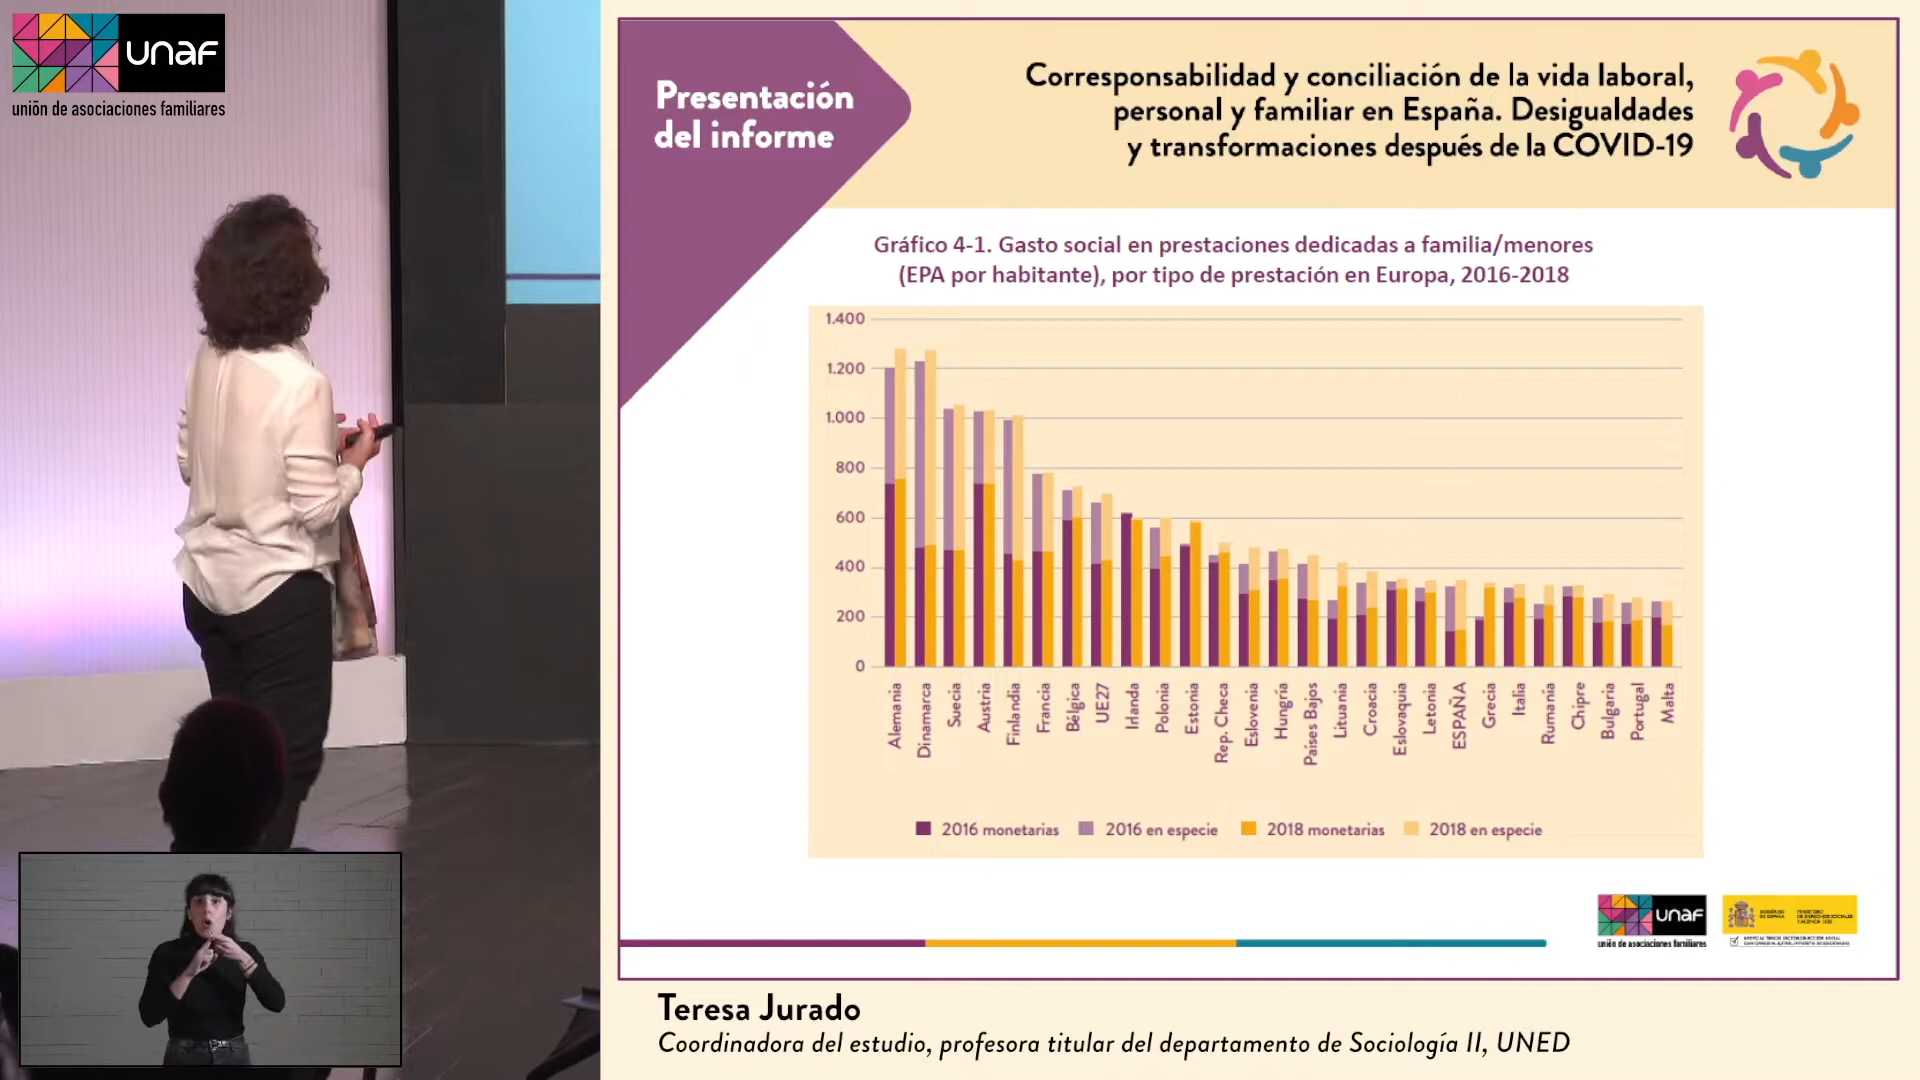 unaf
unión de asociaciones familiares
Presentación
del informe
Corresponsabilidad y conciliación de la vida laboral,
personal y familiar en España. Desigualdades
y transformaciones después de la COVID-19
Gráfico 4-1. Gasto social en prestaciones dedicadas a familia/menores
(EPA por habitante), por tipo de prestación en Europa, 2016-2018
1.400
1.200
1.000
800
600
400
200
0
Alemania
Dinamarca
Suecia
Austria
Finlandia
Francia
Bélgica
UE27
Irlanda
Polonia
Estonia
Rep. Checa
Eslovenia
Hungría
Países Bajos
Lituania
Croacia
Eslovaquia
Letonia
ESPAÑA
Grecia
Italia
Rumanía
Chipre
Bulgaria
Portugal
Malta
2016 monetarias
2016 en especie
2018 monetarias
2018 en especie
unaf
unión de asociaciones familiares
Teresa Jurado
Coordinadora del estudio, profesora titular del departamento de Sociología II, UNED